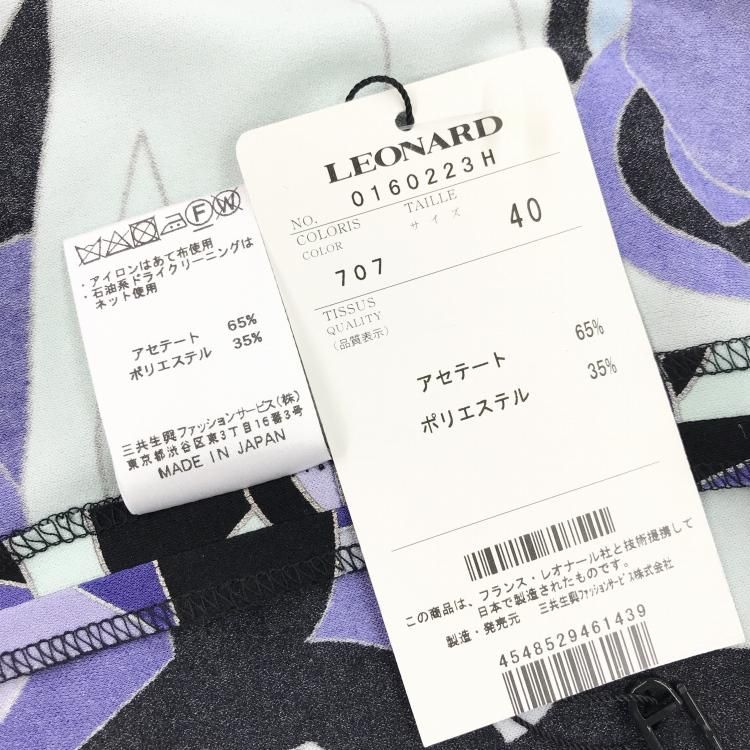 ・アイロンはあて布使用
・石油系ドライクリーニングは
ネット使用
アセテート 65%
ポリエステル 35%
三共生興ファッションサービス(株)
東京都渋谷区東3丁目16番3号
MADE IN JAPAN
LEONARD
NO. 0160223H
COLORIS
COLOR
TAILLE
サイズ
707
40
TISSUS
QUALITY
(品質表示)
アセテート 65%
ポリエステル 35%
この商品は、フランス・レオナール社と技術提携して
日本で製造されたものです。
製造・発売元 三共生興ファッションサービス株式会社
4548529461439